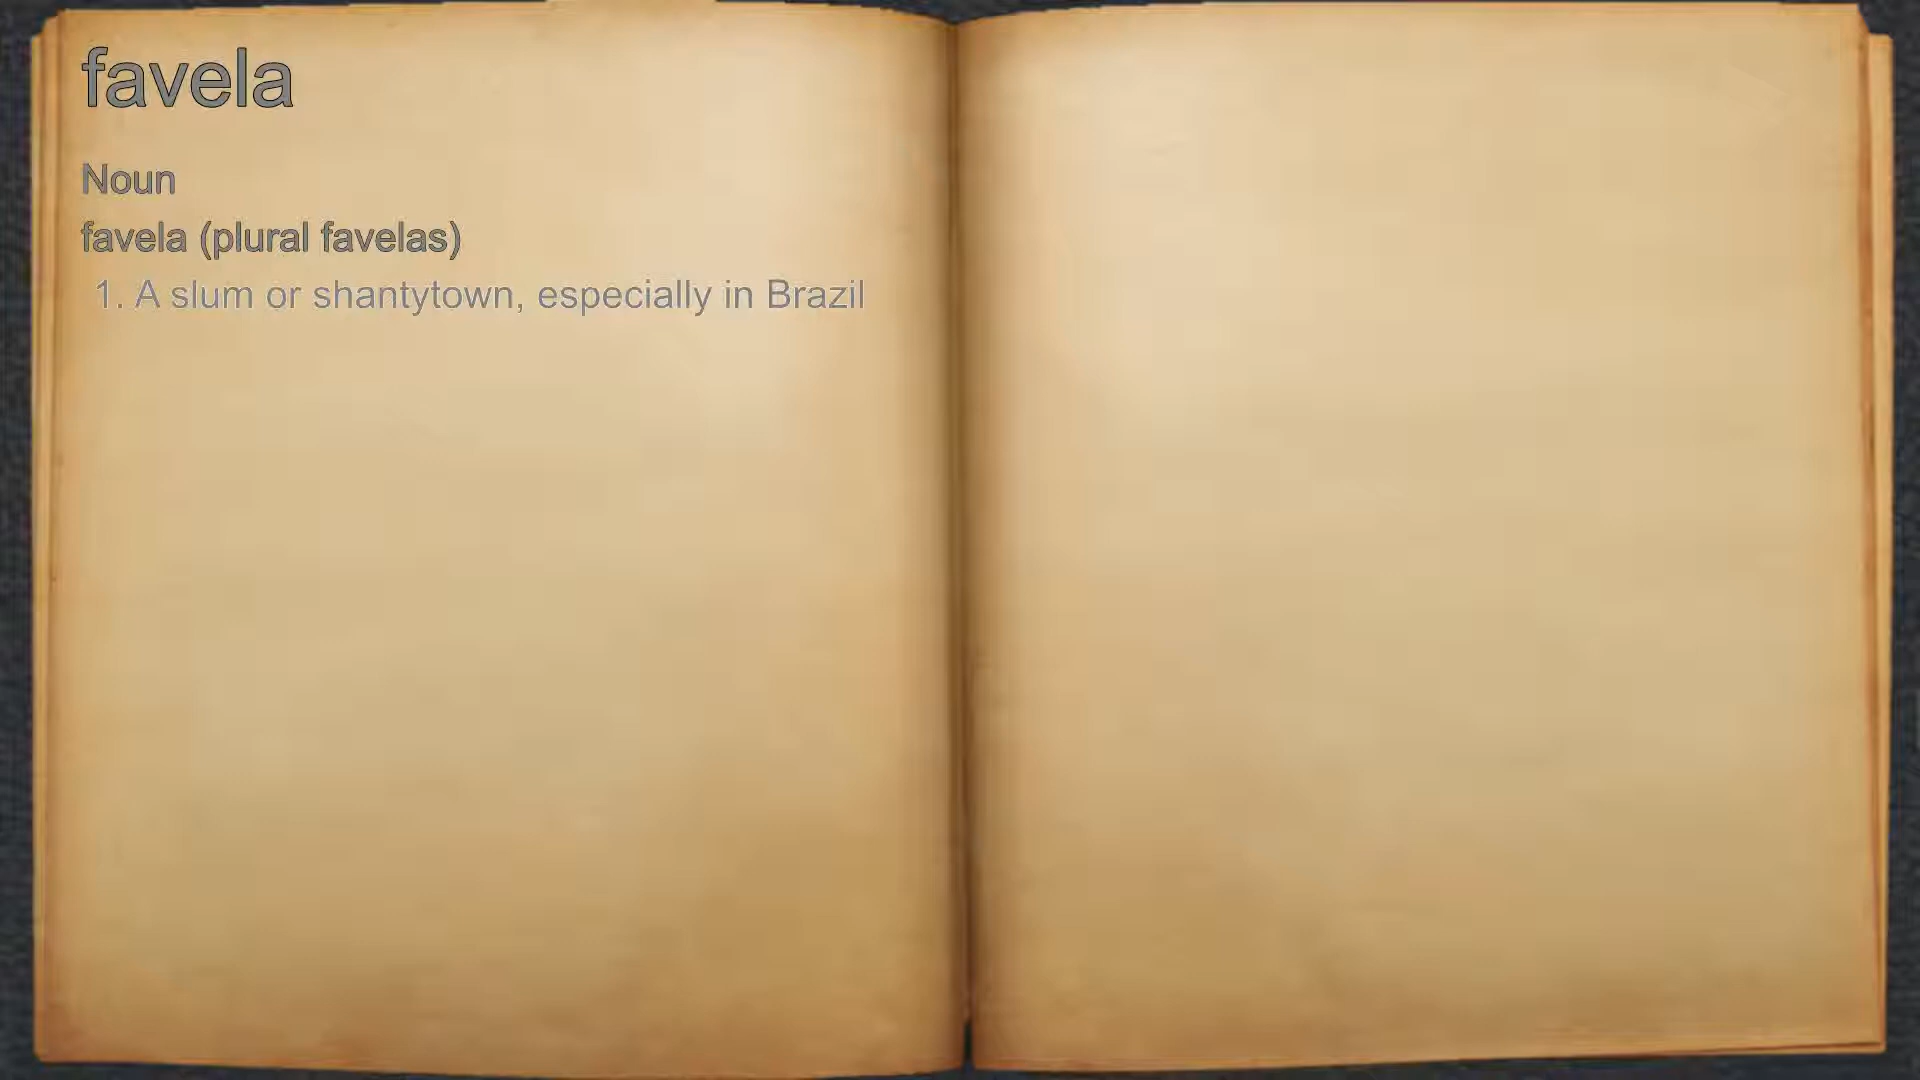 favela
Noun
favela (plural favelas)
1. A slum or shantytown, especially in Brazil